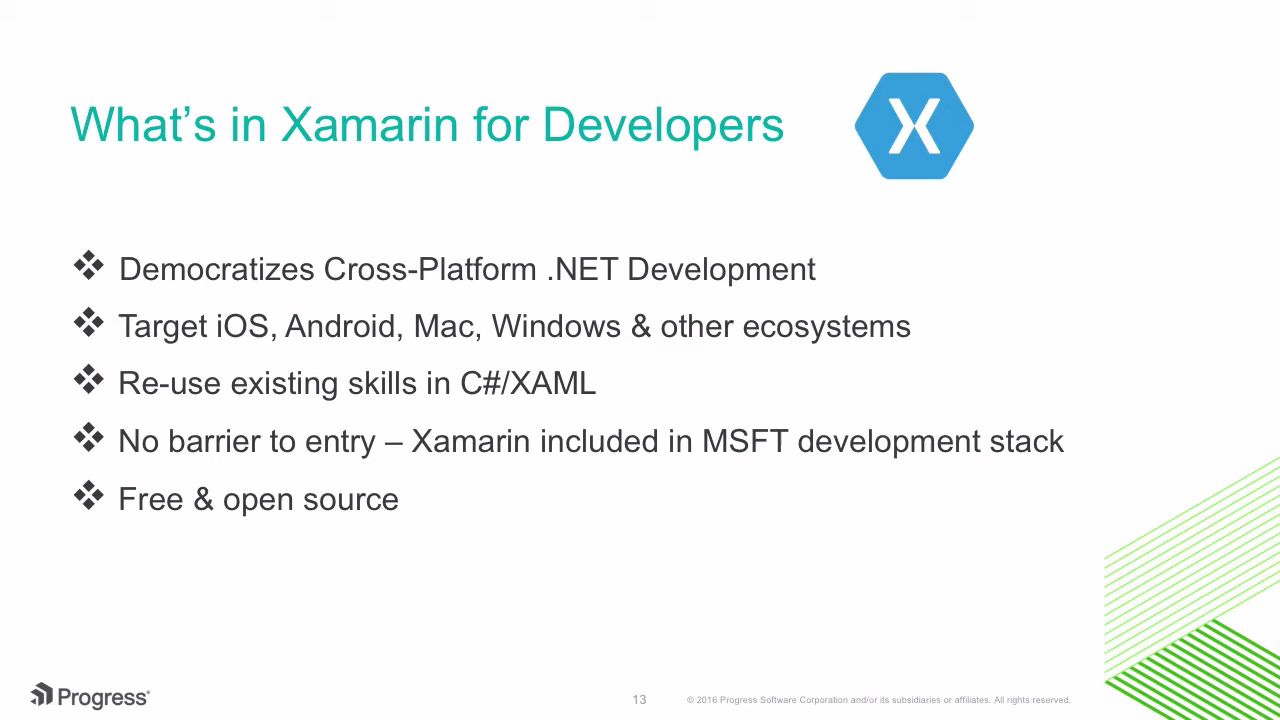 What's in Xamarin for Developers
X
❖ Democratizes Cross-Platform .NET Development
❖ Target iOS, Android, Mac, Windows & other ecosystems
❖ Re-use existing skills in C#/XAML
❖ No barrier to entry – Xamarin included in MSFT development stack
❖ Free & open source
Progress®
13
© 2016 Progress Software Corporation and/or its subsidiaries or affiliates. All rights reserved.